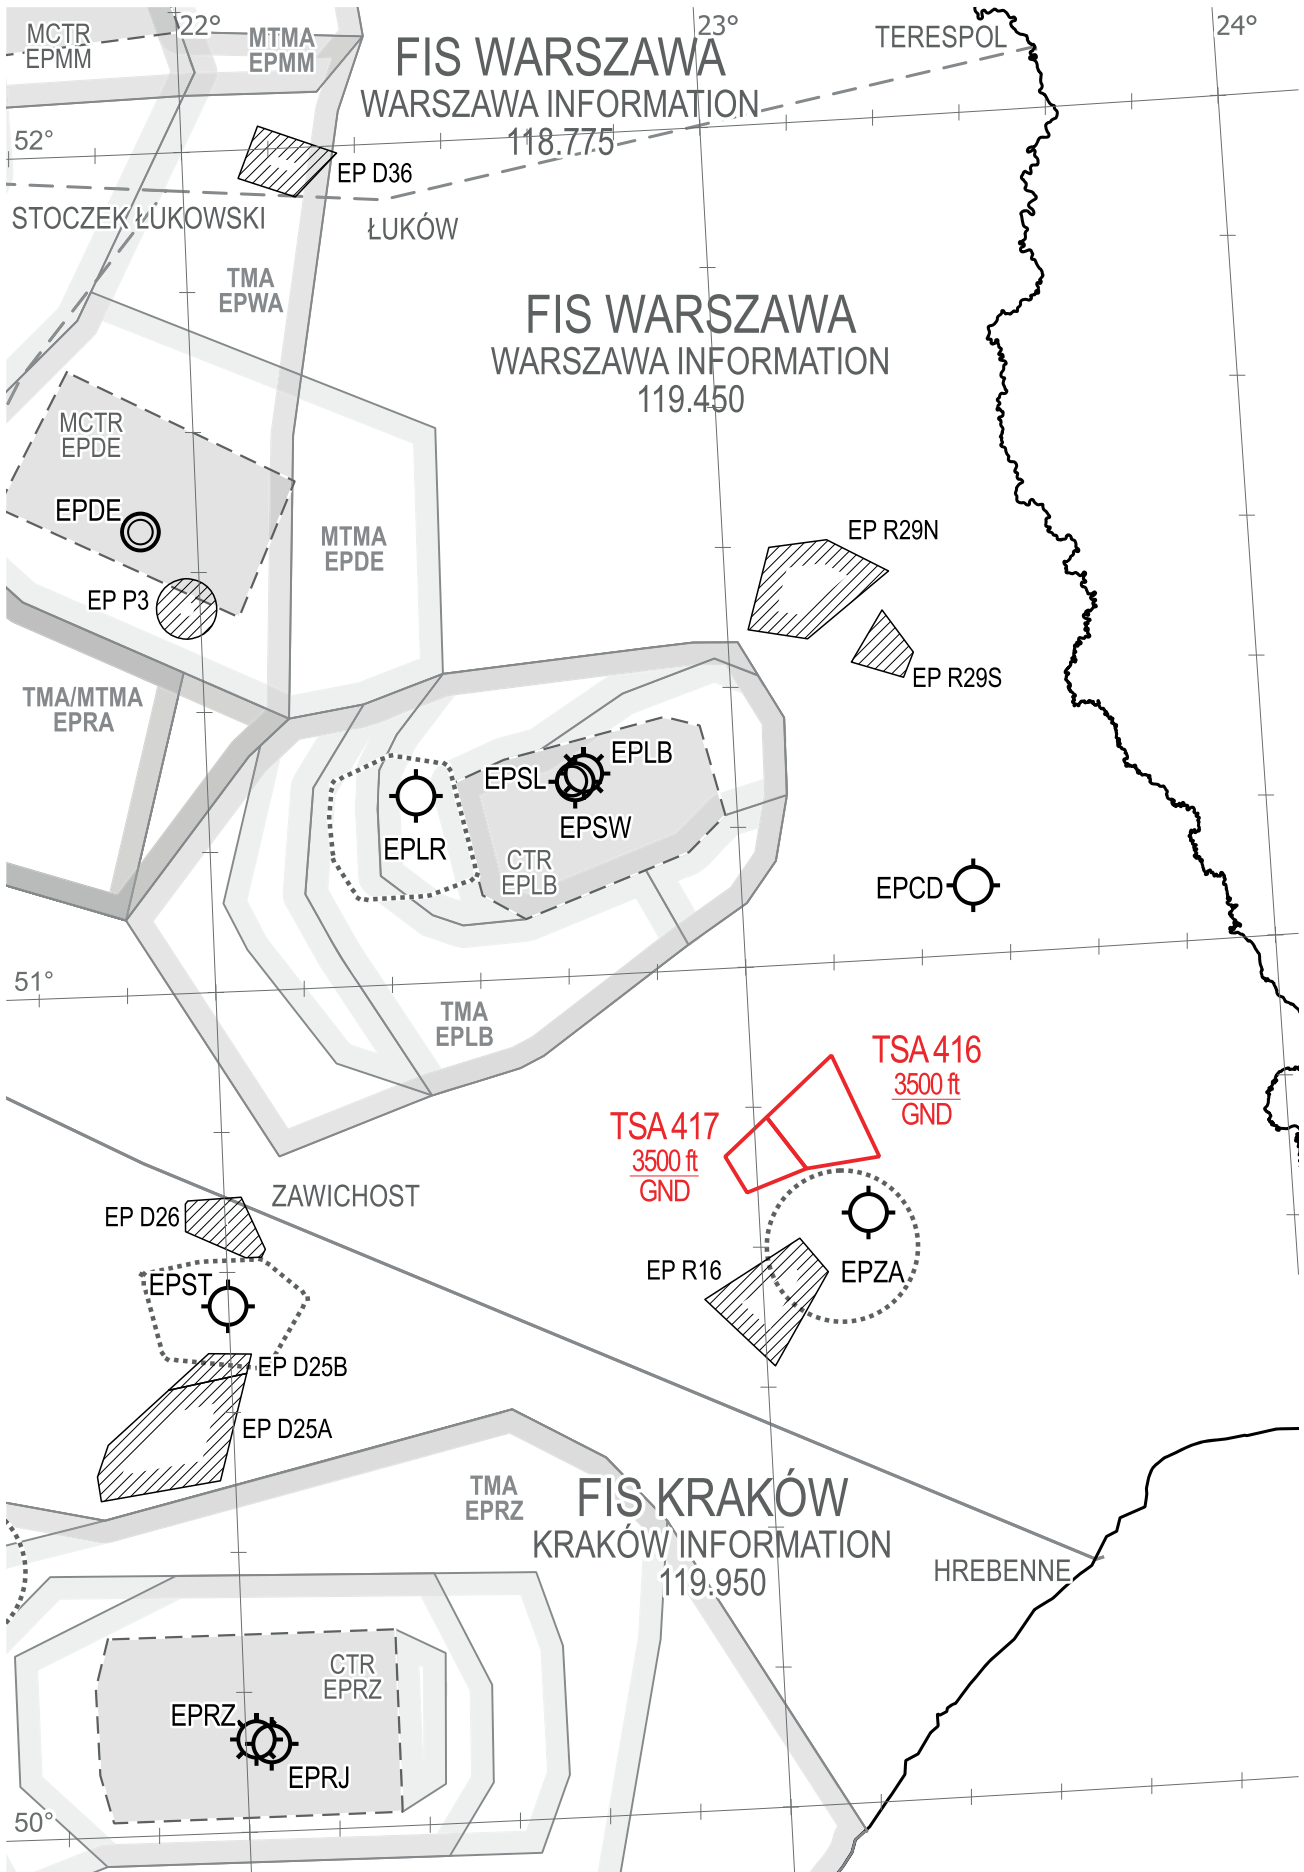 22°
23°
24°
MCTR
EPMM
MTMA
EPMM
FIS WARSZAWA
WARSZAWA INFORMATION
118.775
TERESPOL
52°
EP D36
STOCZEK ŁUKOWSKI
ŁUKÓW
TMA
EPWA
FIS WARSZAWA
WARSZAWA INFORMATION
119.450
MCTR
EPDE
EPDE
MTMA
EPDE
EP R29N
EP P3
EP R29S
TMA/MTMA
EPRA
EPLB
EPSL
EPSW
EPLR
CTR
EPLB
EPCD
51°
TMA
EPLB
TSA 416
3500 ft
GND
TSA 417
3500 ft
GND
ZAWICHOST
EP D26
EPST
EP R16
EPZA
EP D25B
EP D25A
TMA
EPRZ
FIS KRAKÓW
KRAKÓW INFORMATION
119.950
HREBENNE
CTR
EPRZ
EPRZ
EPRJ
50°